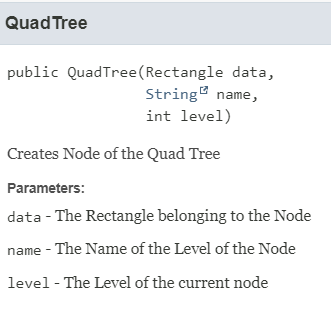 QuadTree
public QuadTree(Rectangle data,
String name,
int level)
Creates Node of the Quad Tree
Parameters:
data - The Rectangle belonging to the Node
name - The Name of the Level of the Node
level - The Level of the current node